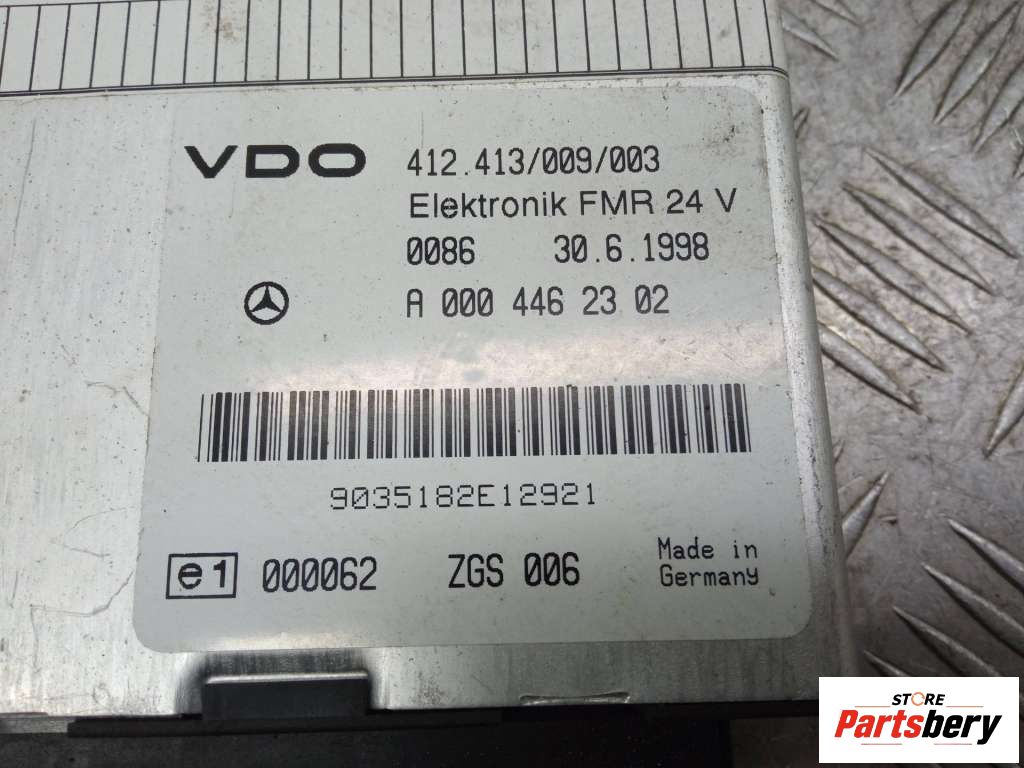 VDO 412.413/009/003
Elektronik FMR 24 V
0086 30.6.1998
A 000 446 23 02
9035182E12921
e1 000062 ZGS 006 Made in
Germany
STORE
Partsbery